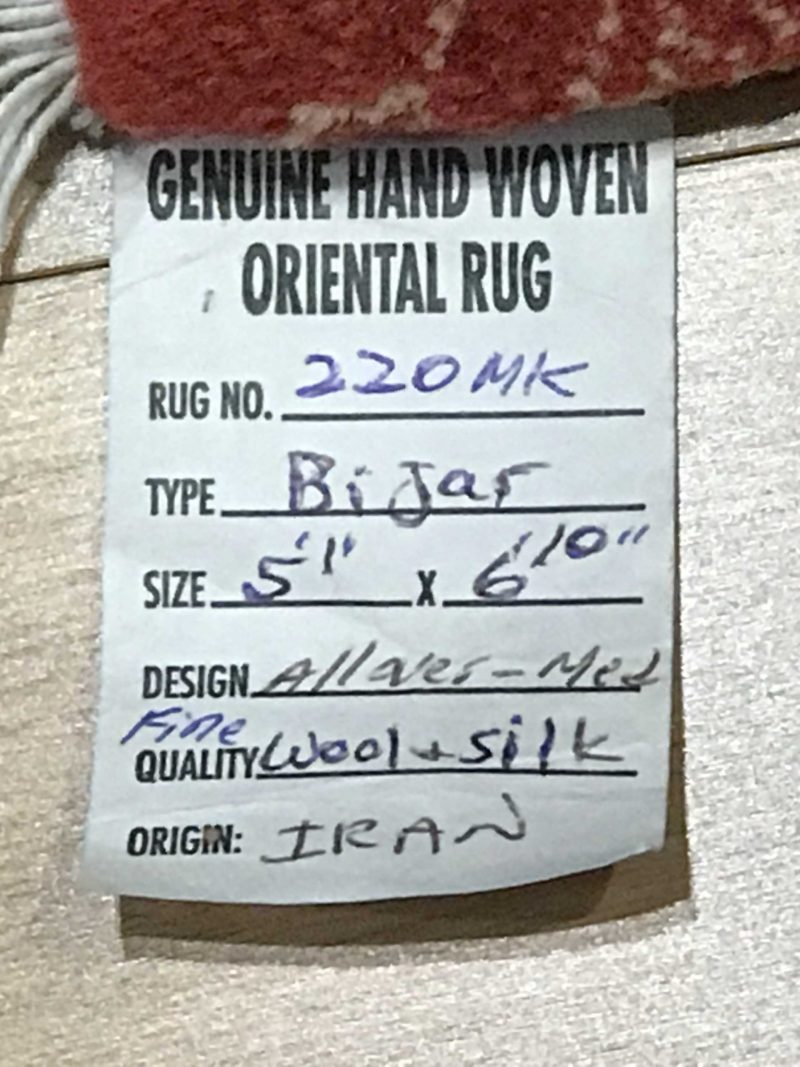 GENUINE HAND WOVEN
ORIENTAL RUG
RUG NO. 220MK
TYPE Bijar
SIZE 5'1" X 6'10"
DESIGN Allover-Med
Fine
QUALITY Wool + Silk
ORIGIN: IRAN